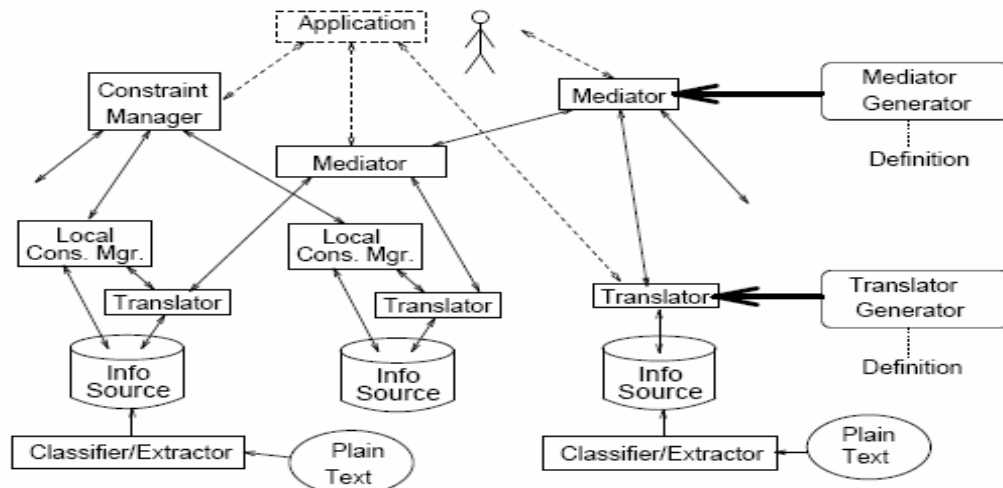 Application
Constraint
Manager
Mediator
Mediator
Generator
Definition
Mediator
Local
Cons. Mgr.
Local
Cons. Mgr.
Translator
Translator
Translator
Translator
Generator
Definition
Info
Source
Info
Source
Info
Source
Classifier/Extractor
Plain
Text
Classifier/Extractor
Plain
Text